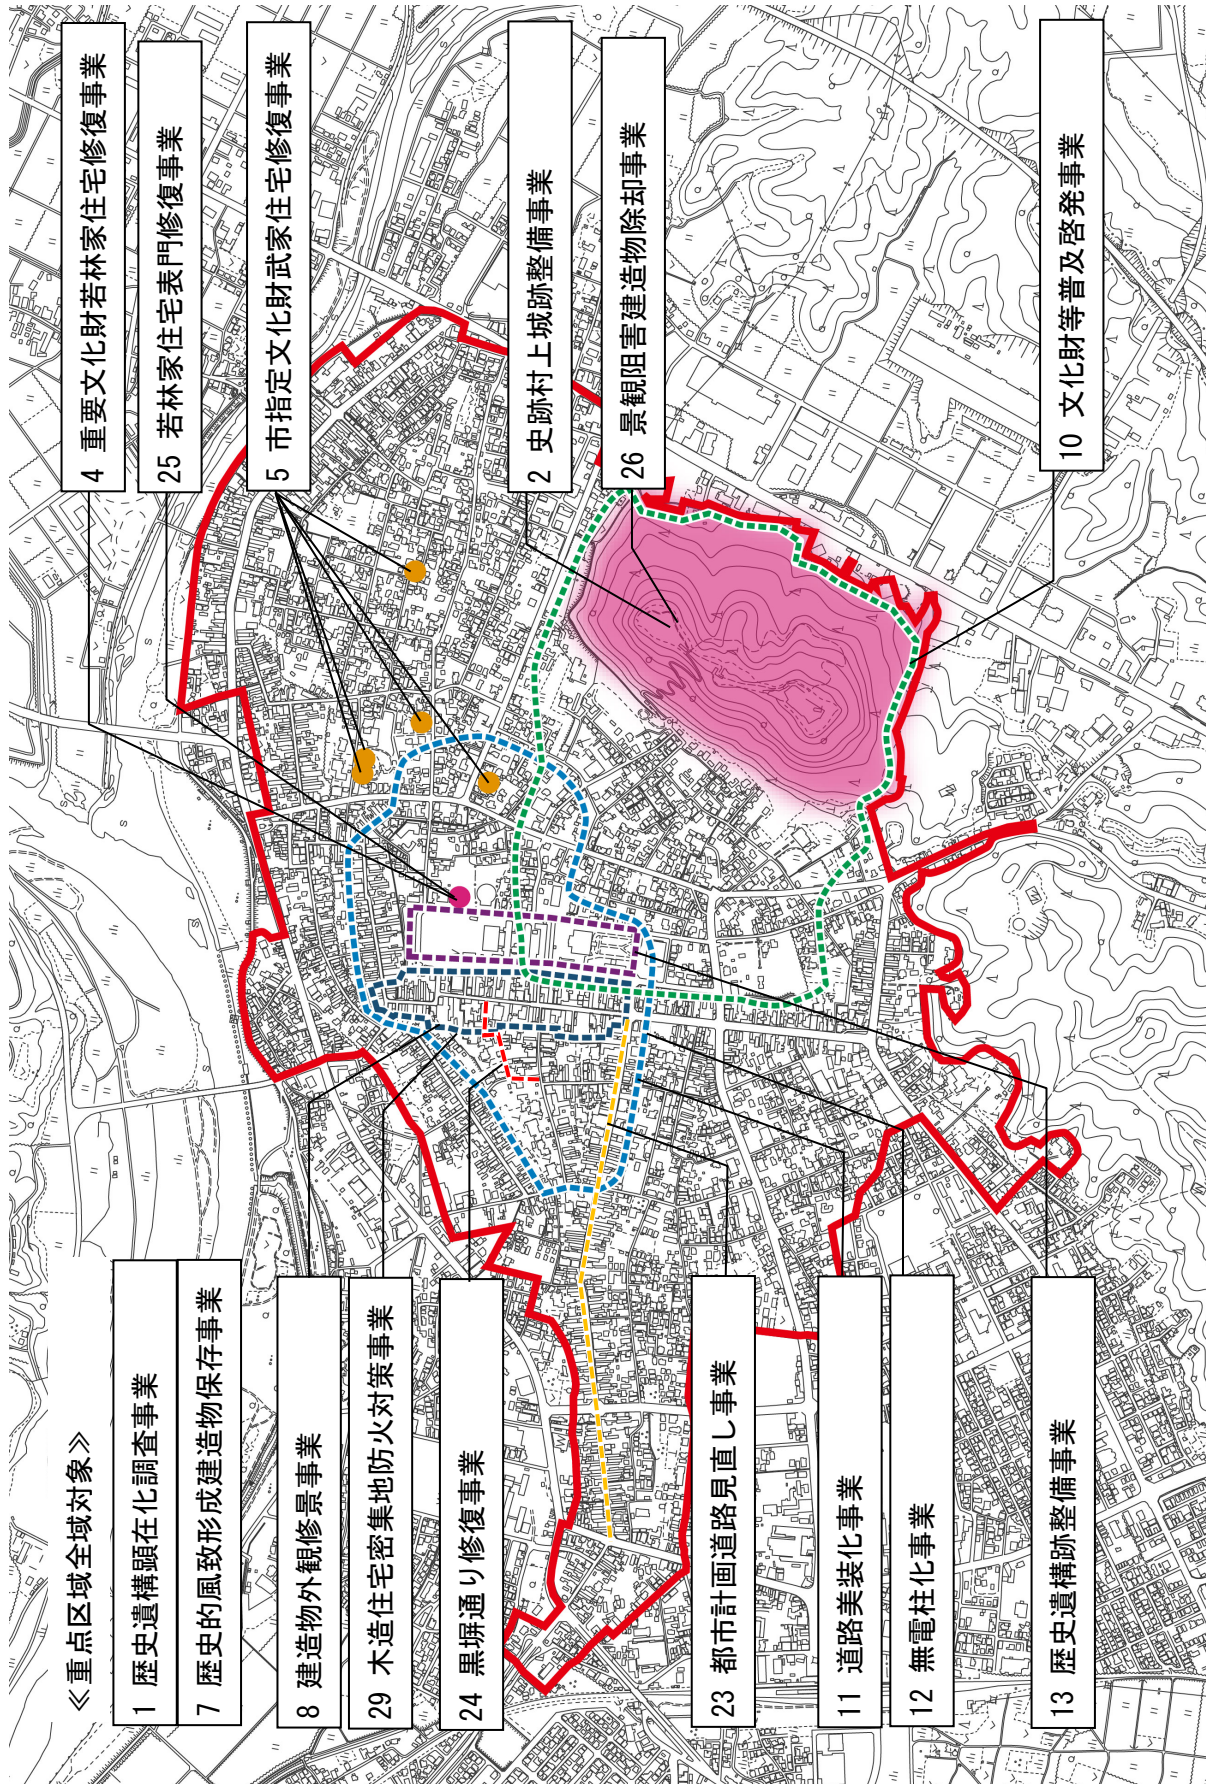 ≪重点区域全域対象≫
1 歴史遺構顕在化調査事業
7 歴史的風致形成建造物保存事業
8 建造物外観修景事業
29 木造住宅密集地防火対策事業
24 黒塀通り修復事業
23 都市計画道路見直し事業
11 道路美装化事業
12 無電柱化事業
13 歴史遺構跡整備事業
4 重要文化財若林家住宅修復事業
25 若林家住宅表門修復事業
5 市指定文化財武家住宅修復事業
2 史跡村上城跡整備事業
26 景観阻害建造物除却事業
10 文化財等普及啓発事業